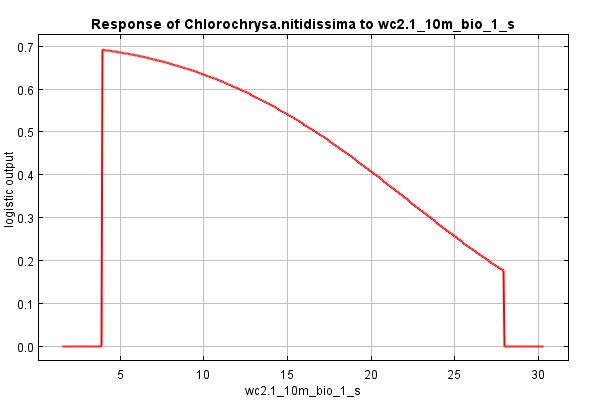 Response of Chlorochrysa.nitidissima to wc2.1_10m_bio_1_s
logistic output
0.7
0.6
0.5
0.4
0.3
0.2
0.1
0.0
5 10 15 20 25 30
wc2.1_10m_bio_1_s